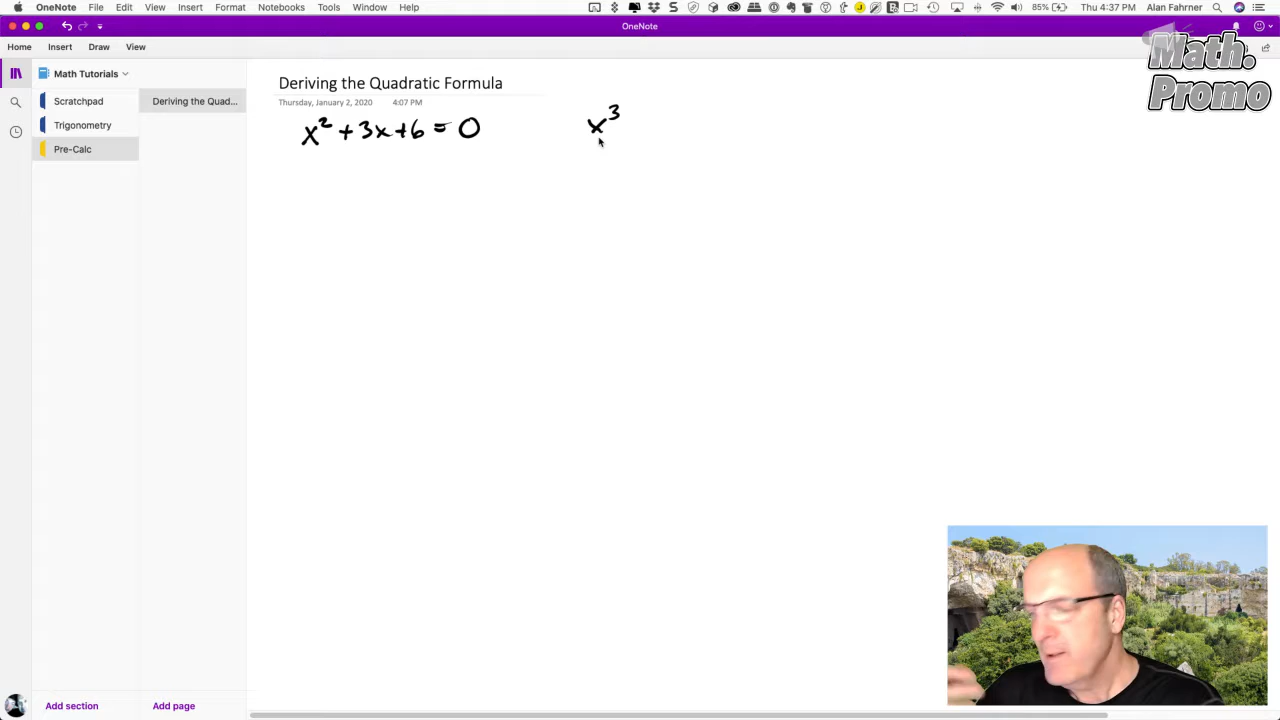 OneNote File Edit View Insert Format Notebooks Tools Window Help 85% Thu 4:37 PM Alan Fahrner
OneNote
Home Insert Draw View
Math.
Promo
Math Tutorials
Scratchpad
Trigonometry
Pre-Calc
Deriving the Quad...
Deriving the Quadratic Formula
Thursday, January 2, 2020 4:07 PM
x² + 3x + 6 = 0 x³
Add section Add page